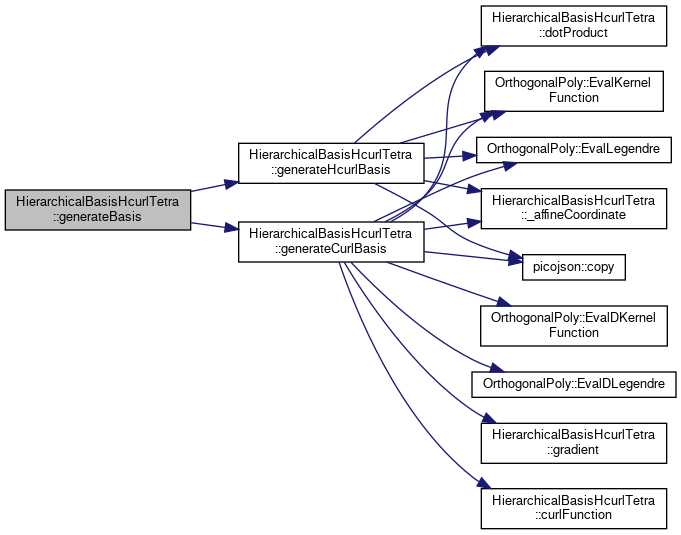 HierarchicalBasisHcurlTetra
::generateBasis
HierarchicalBasisHcurlTetra
::generateHcurlBasis
HierarchicalBasisHcurlTetra
::generateCurlBasis
HierarchicalBasisHcurlTetra
::dotProduct
OrthogonalPoly::EvalKernel
Function
OrthogonalPoly::EvalLegendre
HierarchicalBasisHcurlTetra
::_affineCoordinate
picojson::copy
OrthogonalPoly::EvalDKernel
Function
OrthogonalPoly::EvalDLegendre
HierarchicalBasisHcurlTetra
::gradient
HierarchicalBasisHcurlTetra
::curlFunction